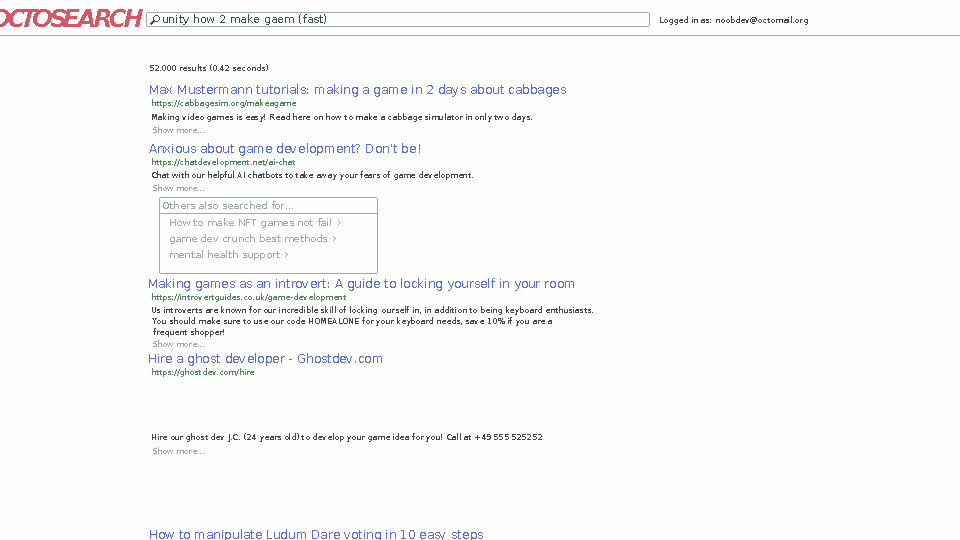 OCTOSEARCH
unity how 2 make gaem (fast)
Logged in as: noobdev@octomail.org
52.000 results (0.42 seconds)
Max Mustermann tutorials: making a game in 2 days about cabbages
https://cabbagesim.org/makeagame
Making video games is easy! Read here on how to make a cabbage simulator in only two days.
Show more...
Anxious about game development? Don't be!
https://chatdevelopment.net/ai-chat
Chat with our helpful AI chatbots to take away your fears of game development.
Show more...
Others also searched for...
How to make NFT games not fail >
game dev crunch best methods >
mental health support >
Making games as an introvert: A guide to locking yourself in your room
https://introvertguides.co.uk/game-development
Us introverts are known for our incredible skill of locking ourself in, in addition to being keyboard enthusiasts.
You should make sure to use our code HOMEALONE for your keyboard needs, save 10% if you are a
frequent shopper!
Show more...
Hire a ghost developer - Ghostdev.com
https://ghostdev.com/hire
Hire our ghost dev J.C. (24 years old) to develop your game idea for you! Call at +49 555 525252
Show more...
How to manipulate Ludum Dare voting in 10 easy steps